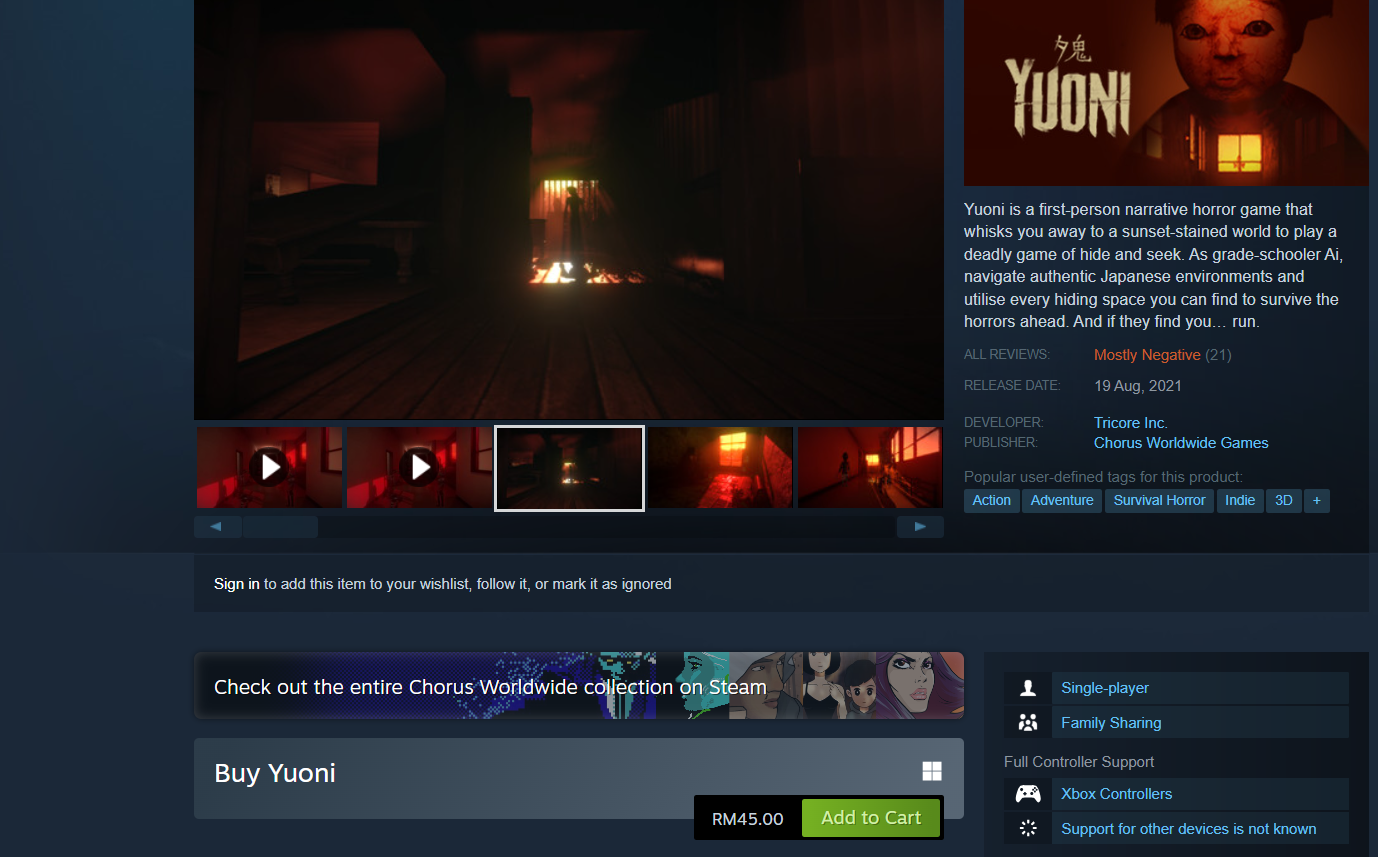 夕鬼
YUONI
Yuoni is a first-person narrative horror game that
whisks you away to a sunset-stained world to play a
deadly game of hide and seek. As grade-schooler Ai,
navigate authentic Japanese environments and
utilise every hiding space you can find to survive the
horrors ahead. And if they find you… run.
ALL REVIEWS: Mostly Negative (21)
RELEASE DATE: 19 Aug, 2021
DEVELOPER: Tricore Inc.
PUBLISHER: Chorus Worldwide Games
Popular user-defined tags for this product:
Action Adventure Survival Horror Indie 3D +
Sign in to add this item to your wishlist, follow it, or mark it as ignored
Check out the entire Chorus Worldwide collection on Steam
Buy Yuoni
RM45.00 Add to Cart
Single-player
Family Sharing
Full Controller Support
Xbox Controllers
Support for other devices is not known